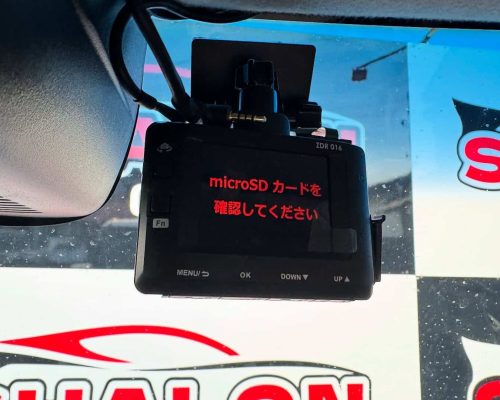 ZDR 016
microSD カードを
確認してください
Fn
MENU/⮌
OK
DOWN▼
UP▲